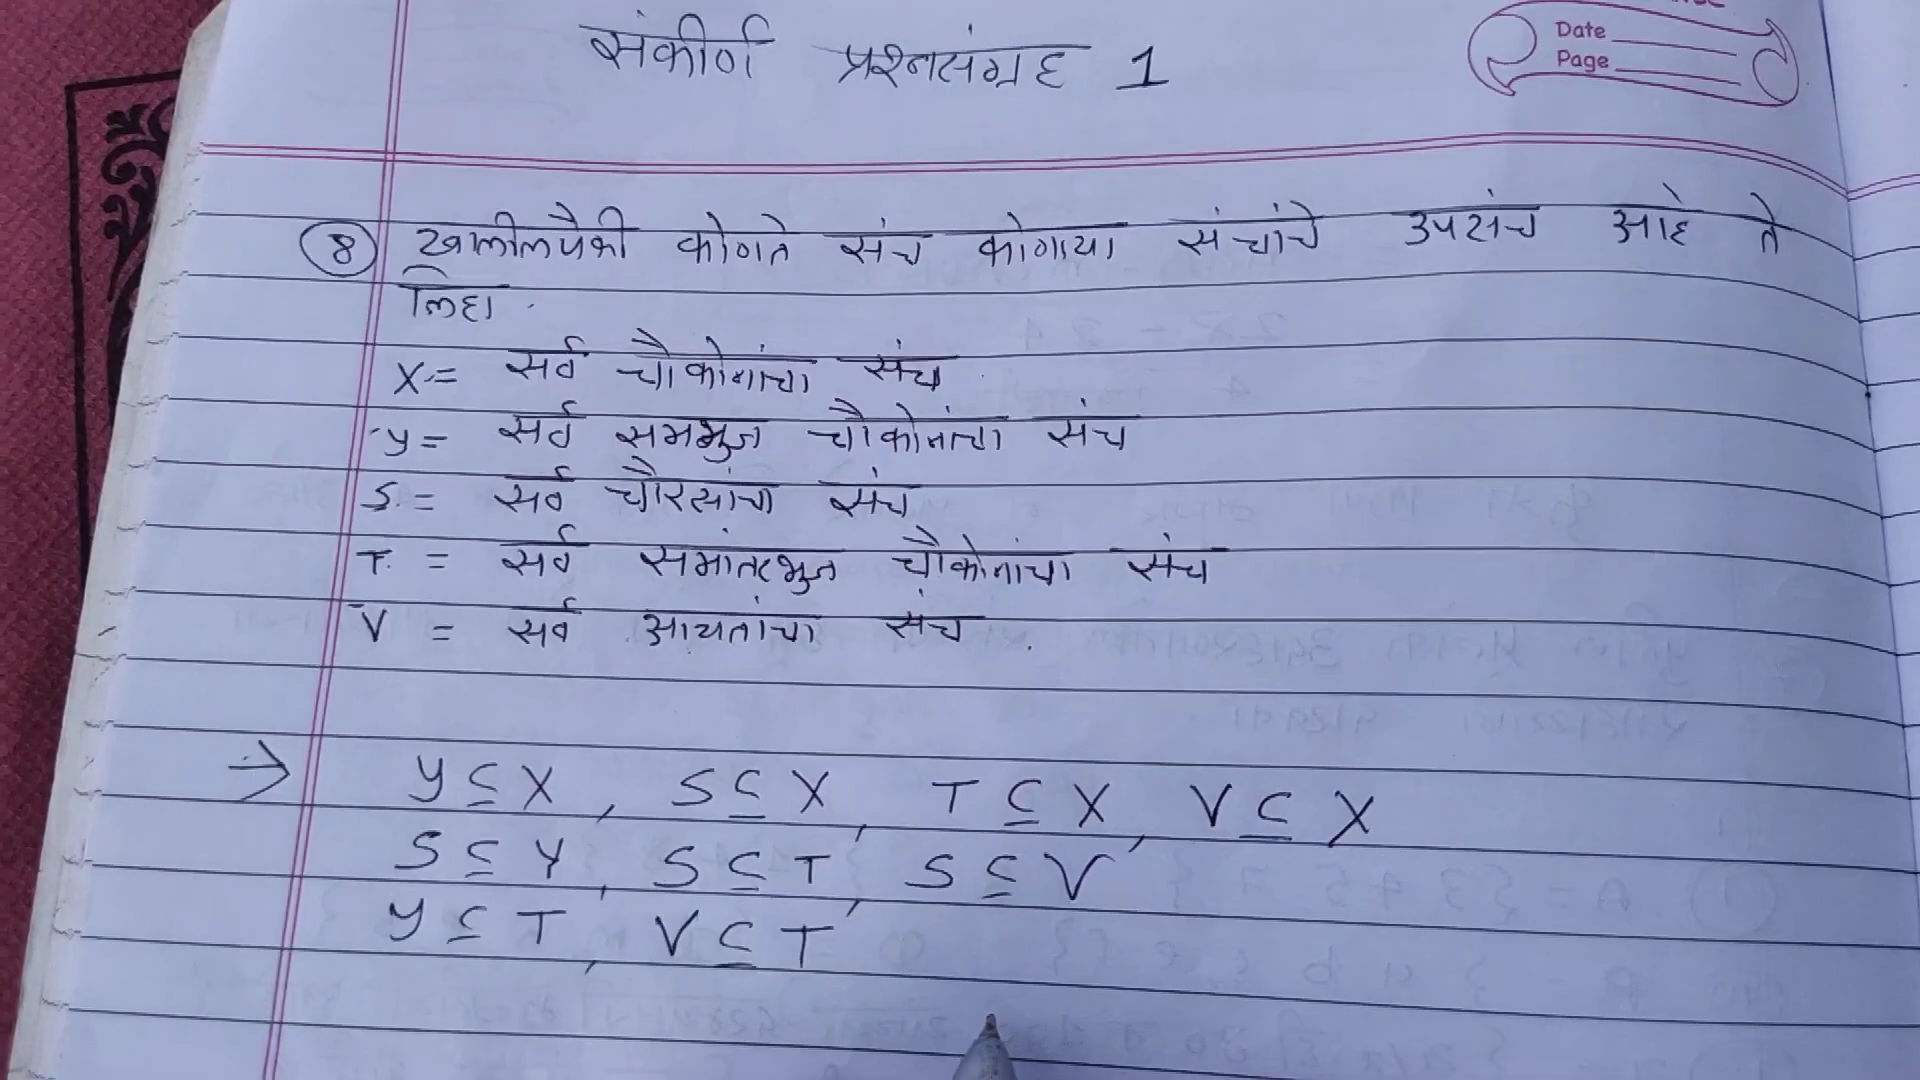 संकीर्ण प्रश्नसंग्रह 1
Date
Page
8 खालीलपैकी कोणते संच कोणत्या संचांचे उपसंच आहे ते
लिहा.
X = सर्व चौकोनांचा संच
y = सर्व समभुज चौकोनांचा संच
S = सर्व चौरसांचा संच
T = सर्व समांतरभुज चौकोनांचा संच
V = सर्व आयतांचा संच.
→ y ⊆ X, S ⊆ X, T ⊆ X, V ⊆ X
S ⊆ Y, S ⊆ T, S ⊆ V
y ⊆ T, V ⊆ T